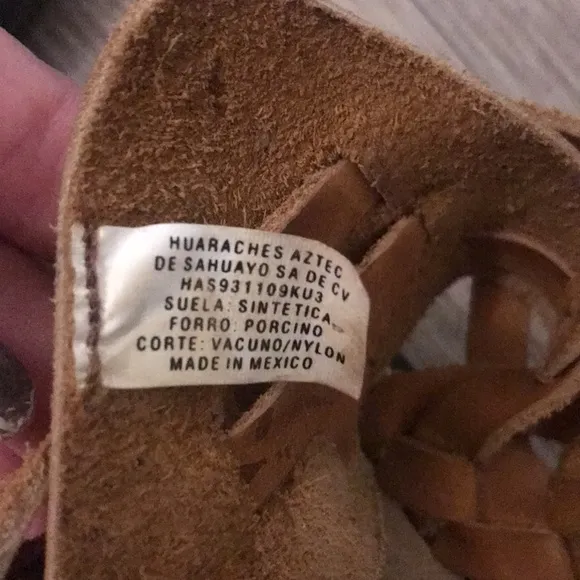 HUARACHES AZTEC
DE SAHUAYO SA DE CV
HAS931109KU3
SUELA: SINTETICA
FORRO: PORCINO
CORTE: VACUNO/NYLON
MADE IN MEXICO